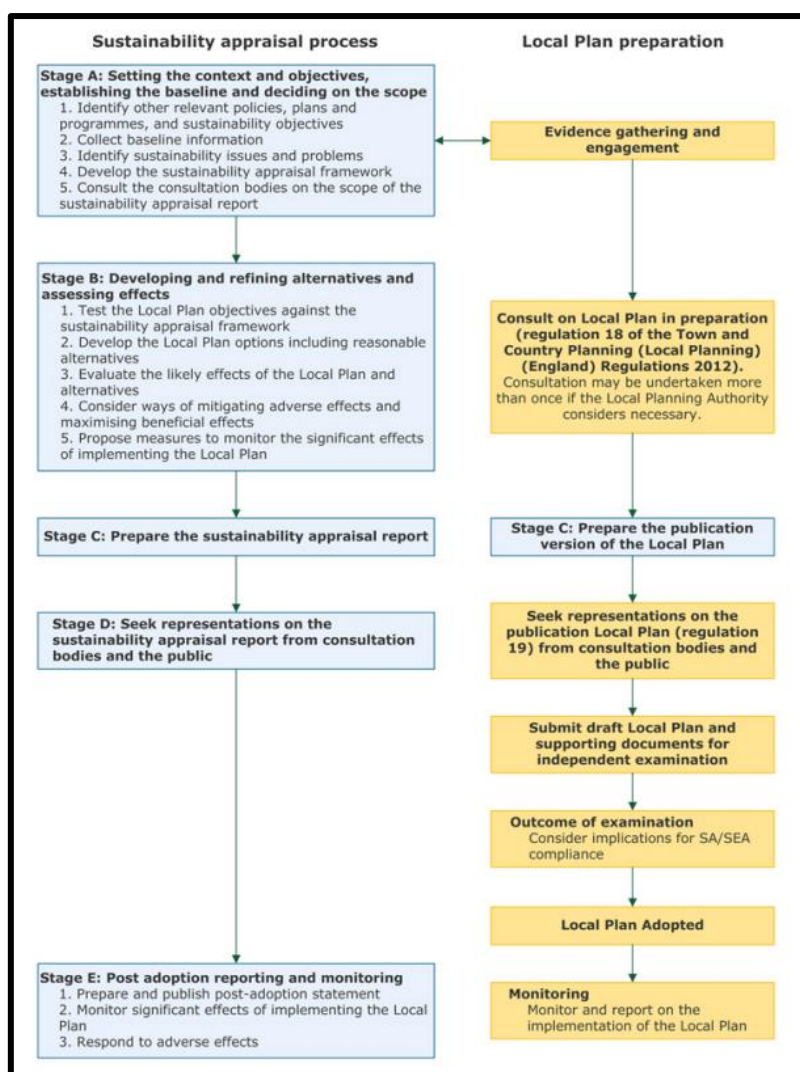 Sustainability appraisal process
Stage A: Setting the context and objectives,
establishing the baseline and deciding on the scope
1. Identify other relevant policies, plans and
programmes, and sustainability objectives
2. Collect baseline information
3. Identify sustainability issues and problems
4. Develop the sustainability appraisal framework
5. Consult the consultation bodies on the scope of the
sustainability appraisal report
Stage B: Developing and refining alternatives and
assessing effects
1. Test the Local Plan objectives against the
sustainability appraisal framework
2. Develop the Local Plan options including reasonable
alternatives
3. Evaluate the likely effects of the Local Plan and
alternatives
4. Consider ways of mitigating adverse effects and
maximising beneficial effects
5. Propose measures to monitor the significant effects
of implementing the Local Plan
Stage C: Prepare the sustainability appraisal report
Stage D: Seek representations on the
sustainability appraisal report from consultation
bodies and the public
Stage E: Post adoption reporting and monitoring
1. Prepare and publish post-adoption statement
2. Monitor significant effects of implementing the Local
Plan
3. Respond to adverse effects
Local Plan preparation
Evidence gathering and
engagement
Consult on Local Plan in preparation
(regulation 18 of the Town and
Country Planning (Local Planning)
(England) Regulations 2012).
Consultation may be undertaken more
than once if the Local Planning Authority
considers necessary.
Stage C: Prepare the publication
version of the Local Plan
Seek representations on the
publication Local Plan (regulation
19) from consultation bodies and
the public
Submit draft Local Plan and
supporting documents for
independent examination
Outcome of examination
Consider implications for SA/SEA
compliance
Local Plan Adopted
Monitoring
Monitor and report on the
implementation of the Local Plan